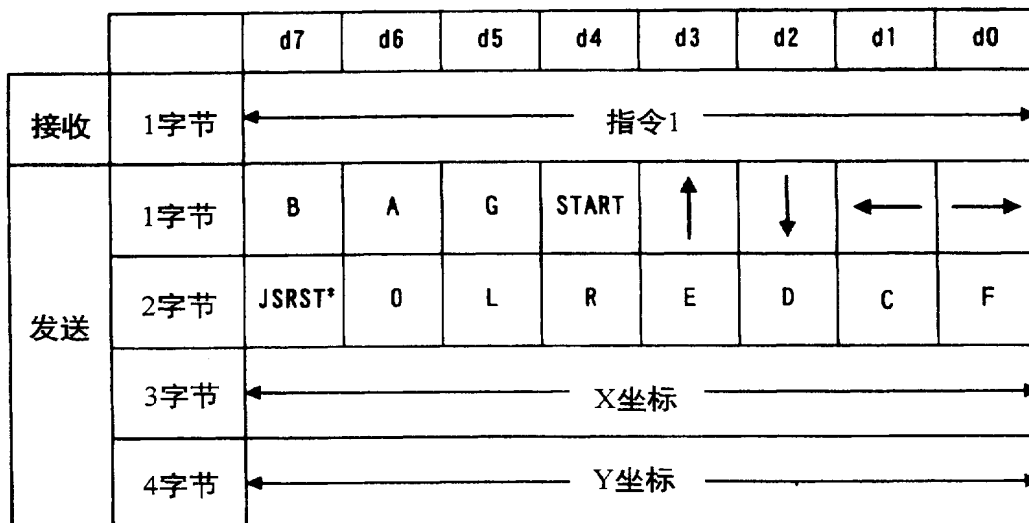 d7 d6 d5 d4 d3 d2 d1 d0
接收 1字节 指令1
发送
1字节 B A G START ↑ ↓ ← →
2字节 JSRST* 0 L R E D C F
3字节 X坐标
4字节 Y坐标